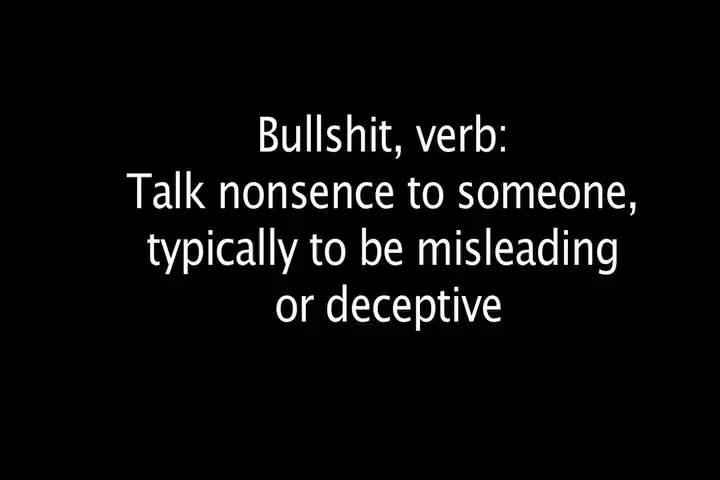 Bullshit, verb:
Talk nonsence to someone,
typically to be misleading
or deceptive